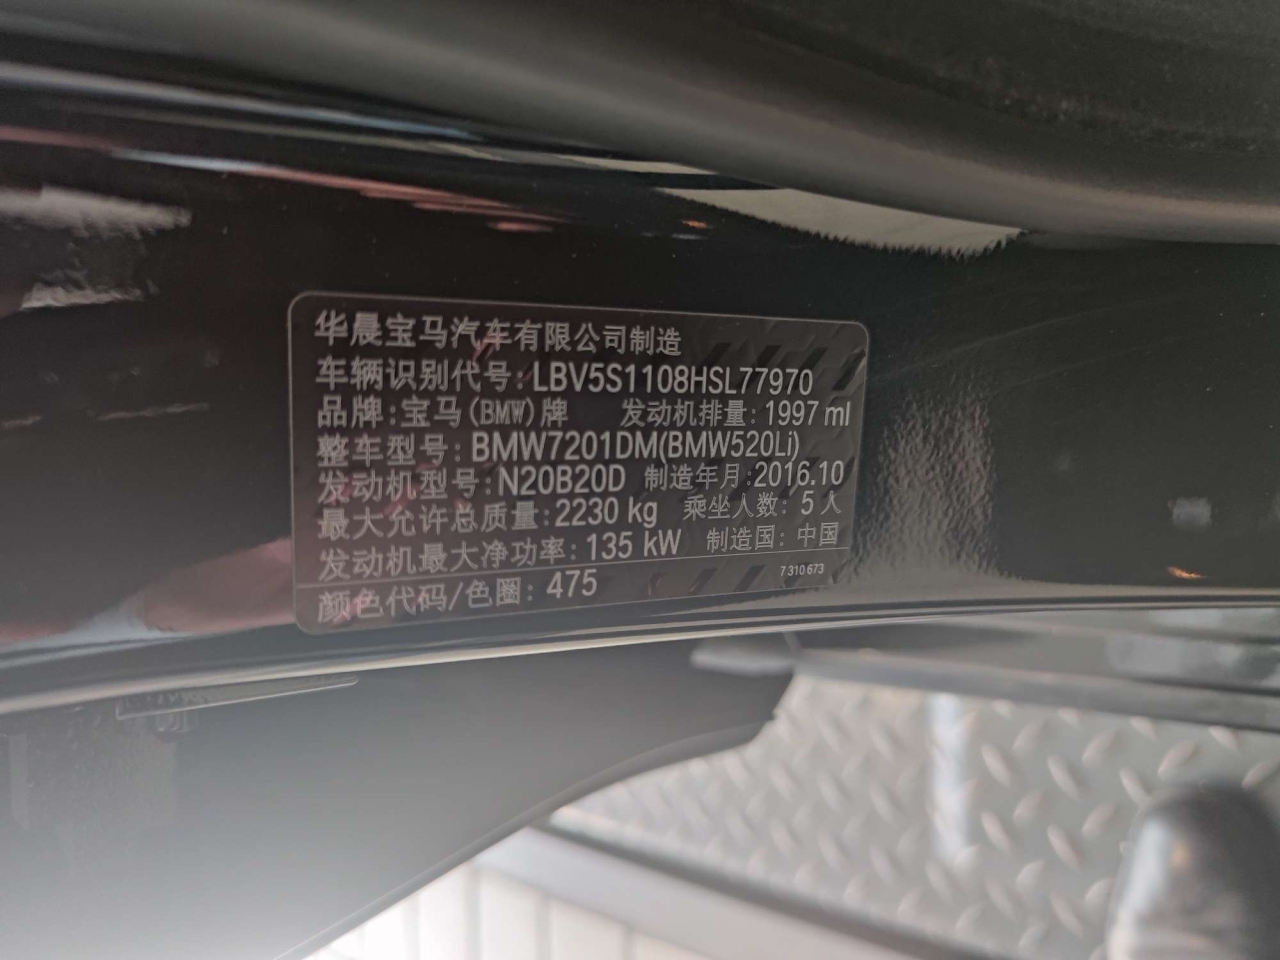 华晨宝马汽车有限公司制造
车辆识别代号:LBV5S1108HSL77970
品牌:宝马(BMW)牌 发动机排量:1997 ml
整车型号:BMW7201DM(BMW520Li)
发动机型号:N20B20D 制造年月:2016.10
最大允许总质量:2230 kg 乘坐人数:5 人
发动机最大净功率:135 kW 制造国:中国
颜色代码/色圈:475 7 310 673